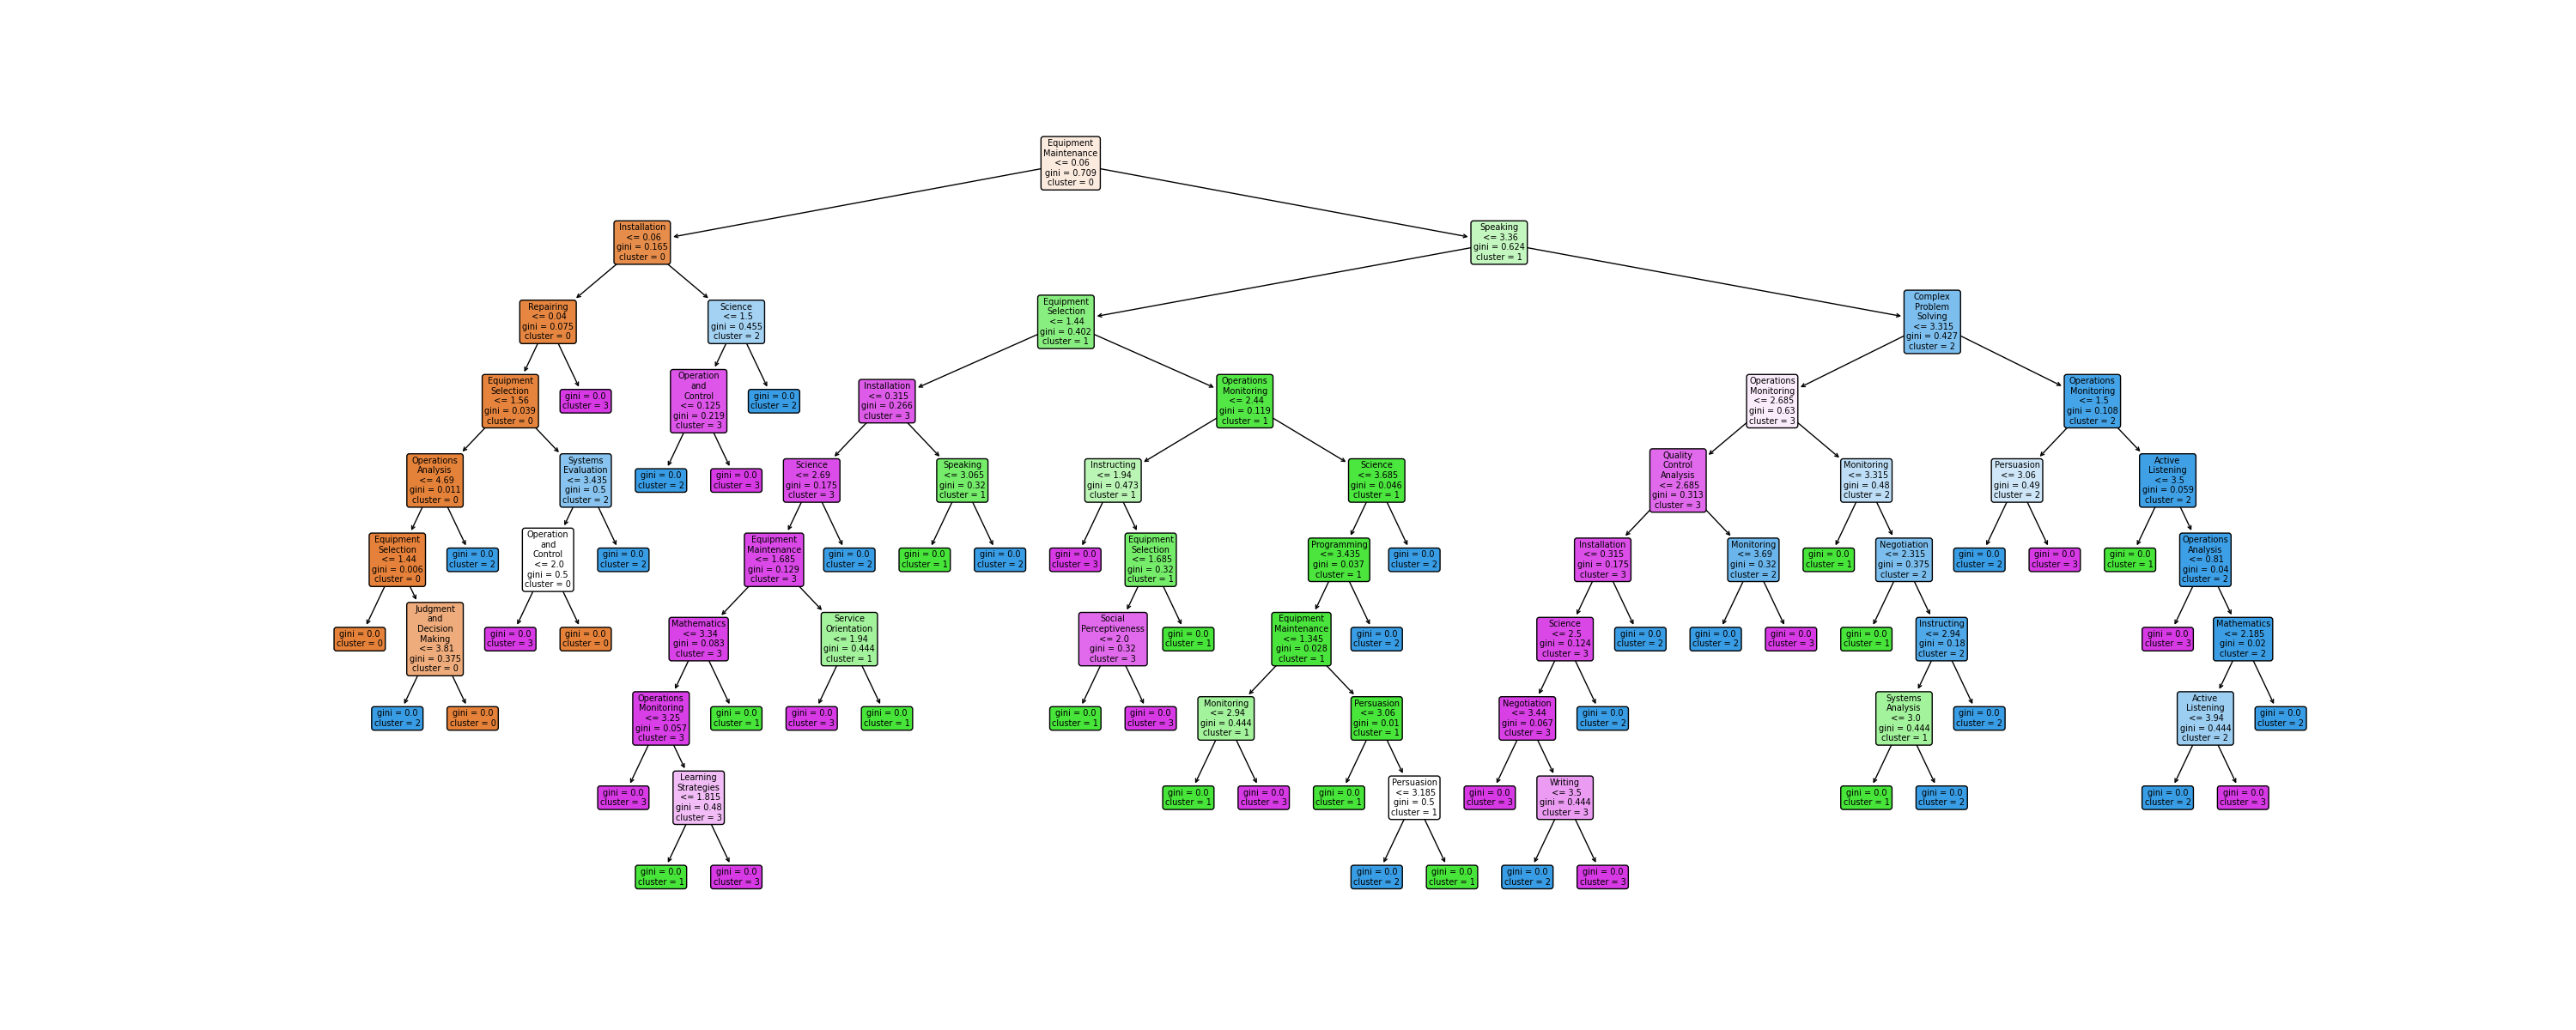 Equipment
Maintenance
<= 0.06
gini = 0.709
cluster = 0
Installation
<= 0.06
gini = 0.165
cluster = 0
Speaking
<= 3.36
gini = 0.624
cluster = 1
Repairing
<= 0.04
gini = 0.075
cluster = 0
Science
<= 1.5
gini = 0.455
cluster = 2
Equipment
Selection
<= 1.44
gini = 0.402
cluster = 1
Complex
Problem
Solving
<= 3.315
gini = 0.427
cluster = 2
Equipment
Selection
<= 1.56
gini = 0.039
cluster = 0
gini = 0.0
cluster = 3
Operation
and
Control
<= 0.125
gini = 0.219
cluster = 3
gini = 0.0
cluster = 2
Installation
<= 0.315
gini = 0.266
cluster = 3
Operations
Monitoring
<= 2.44
gini = 0.119
cluster = 1
Operations
Monitoring
<= 2.685
gini = 0.63
cluster = 3
Operations
Monitoring
<= 1.5
gini = 0.108
cluster = 2
Operations
Analysis
<= 4.69
gini = 0.011
cluster = 0
Systems
Evaluation
<= 3.435
gini = 0.5
cluster = 2
gini = 0.0
cluster = 2
gini = 0.0
cluster = 3
Science
<= 2.69
gini = 0.175
cluster = 3
Speaking
<= 3.065
gini = 0.32
cluster = 1
Instructing
<= 1.94
gini = 0.473
cluster = 1
Science
<= 3.685
gini = 0.046
cluster = 1
Quality
Control
Analysis
<= 2.685
gini = 0.313
cluster = 3
Monitoring
<= 3.315
gini = 0.48
cluster = 2
Persuasion
<= 3.06
gini = 0.49
cluster = 2
Active
Listening
<= 3.5
gini = 0.059
cluster = 2
Equipment
Selection
<= 1.44
gini = 0.006
cluster = 0
gini = 0.0
cluster = 2
Operation
and
Control
<= 2.0
gini = 0.5
cluster = 0
gini = 0.0
cluster = 2
Equipment
Maintenance
<= 1.685
gini = 0.129
cluster = 3
gini = 0.0
cluster = 2
gini = 0.0
cluster = 1
gini = 0.0
cluster = 2
gini = 0.0
cluster = 3
Equipment
Selection
<= 1.685
gini = 0.32
cluster = 1
Programming
<= 3.435
gini = 0.037
cluster = 1
gini = 0.0
cluster = 2
Installation
<= 0.315
gini = 0.175
cluster = 3
Monitoring
<= 3.69
gini = 0.32
cluster = 2
gini = 0.0
cluster = 1
Negotiation
<= 2.315
gini = 0.375
cluster = 2
gini = 0.0
cluster = 2
gini = 0.0
cluster = 3
gini = 0.0
cluster = 1
Operations
Analysis
<= 0.81
gini = 0.04
cluster = 2
gini = 0.0
cluster = 0
Judgment
and
Decision
Making
<= 3.81
gini = 0.375
cluster = 0
gini = 0.0
cluster = 3
gini = 0.0
cluster = 0
Mathematics
<= 3.34
gini = 0.083
cluster = 3
Service
Orientation
<= 1.94
gini = 0.444
cluster = 1
Social
Perceptiveness
<= 2.0
gini = 0.32
cluster = 3
gini = 0.0
cluster = 1
Equipment
Maintenance
<= 1.345
gini = 0.028
cluster = 1
gini = 0.0
cluster = 2
Science
<= 2.5
gini = 0.124
cluster = 3
gini = 0.0
cluster = 2
gini = 0.0
cluster = 2
gini = 0.0
cluster = 3
gini = 0.0
cluster = 1
Instructing
<= 2.94
gini = 0.18
cluster = 2
gini = 0.0
cluster = 3
Mathematics
<= 2.185
gini = 0.02
cluster = 2
gini = 0.0
cluster = 2
gini = 0.0
cluster = 0
Operations
Monitoring
<= 3.25
gini = 0.057
cluster = 3
gini = 0.0
cluster = 1
gini = 0.0
cluster = 3
gini = 0.0
cluster = 1
gini = 0.0
cluster = 1
gini = 0.0
cluster = 3
Monitoring
<= 2.94
gini = 0.444
cluster = 1
Persuasion
<= 3.06
gini = 0.01
cluster = 1
Negotiation
<= 3.44
gini = 0.067
cluster = 3
gini = 0.0
cluster = 2
Systems
Analysis
<= 3.0
gini = 0.444
cluster = 1
gini = 0.0
cluster = 2
Active
Listening
<= 3.94
gini = 0.444
cluster = 2
gini = 0.0
cluster = 2
gini = 0.0
cluster = 3
Learning
Strategies
<= 1.815
gini = 0.48
cluster = 3
gini = 0.0
cluster = 1
gini = 0.0
cluster = 3
gini = 0.0
cluster = 1
Persuasion
<= 3.185
gini = 0.5
cluster = 1
gini = 0.0
cluster = 3
Writing
<= 3.5
gini = 0.444
cluster = 3
gini = 0.0
cluster = 1
gini = 0.0
cluster = 2
gini = 0.0
cluster = 2
gini = 0.0
cluster = 3
gini = 0.0
cluster = 1
gini = 0.0
cluster = 3
gini = 0.0
cluster = 2
gini = 0.0
cluster = 1
gini = 0.0
cluster = 2
gini = 0.0
cluster = 3